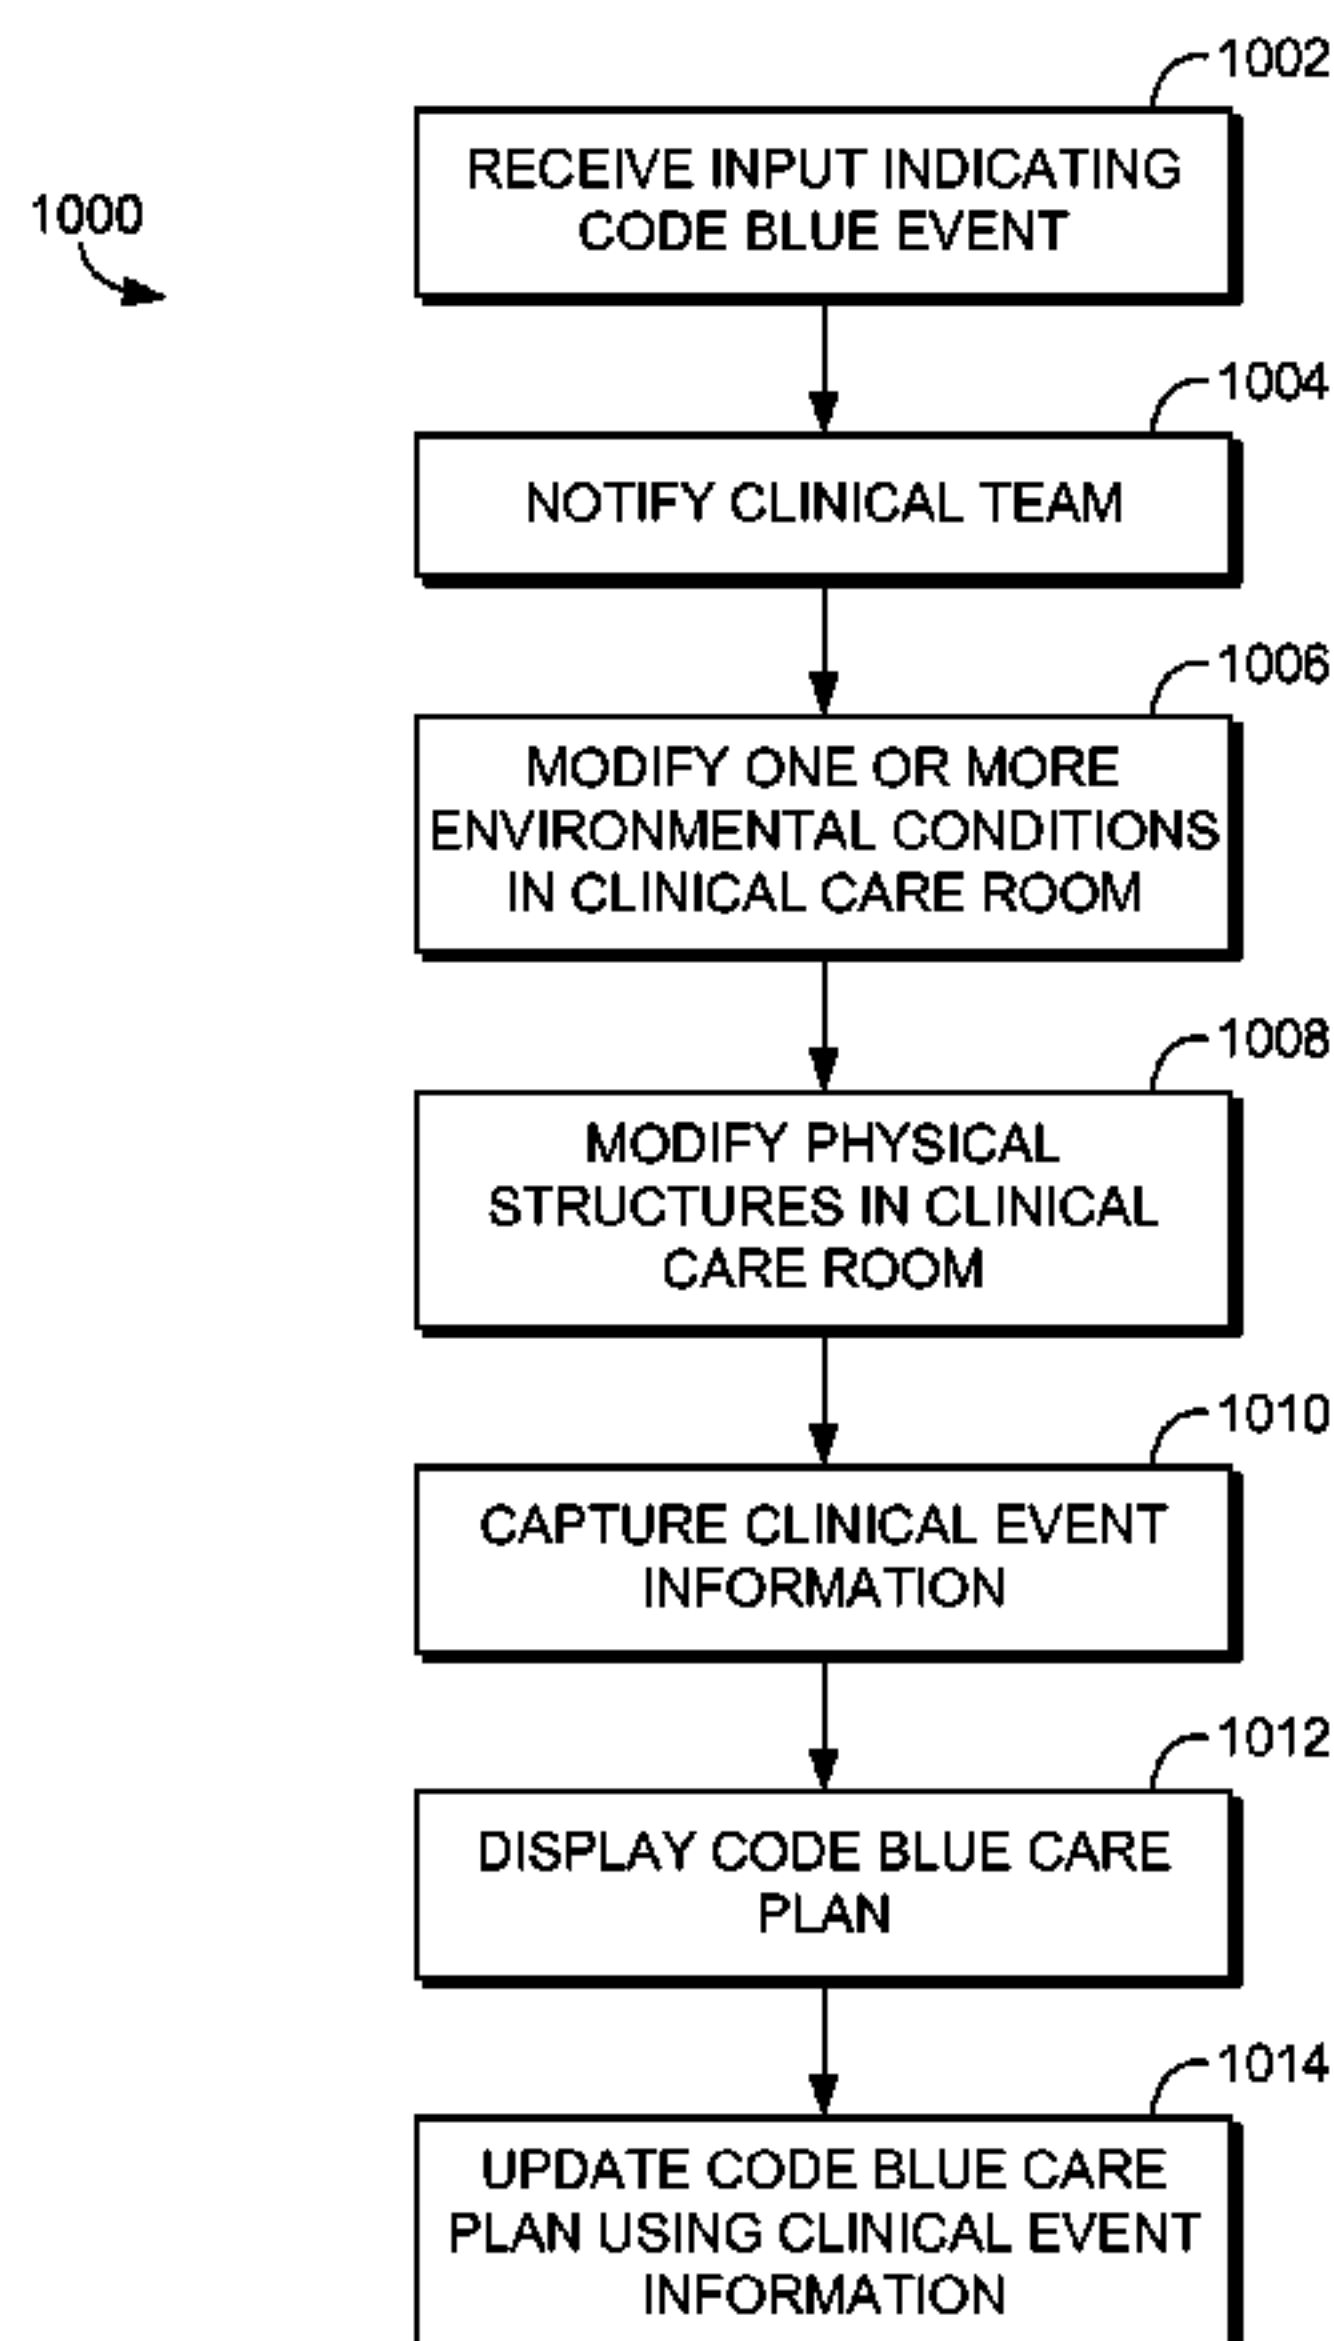 1002
RECEIVE INPUT INDICATING
CODE BLUE EVENT
1000
1004
NOTIFY CLINICAL TEAM
1006
MODIFY ONE OR MORE
ENVIRONMENTAL CONDITIONS
IN CLINICAL CARE ROOM
1008
MODIFY PHYSICAL
STRUCTURES IN CLINICAL
CARE ROOM
1010
CAPTURE CLINICAL EVENT
INFORMATION
1012
DISPLAY CODE BLUE CARE
PLAN
1014
UPDATE CODE BLUE CARE
PLAN USING CLINICAL EVENT
INFORMATION